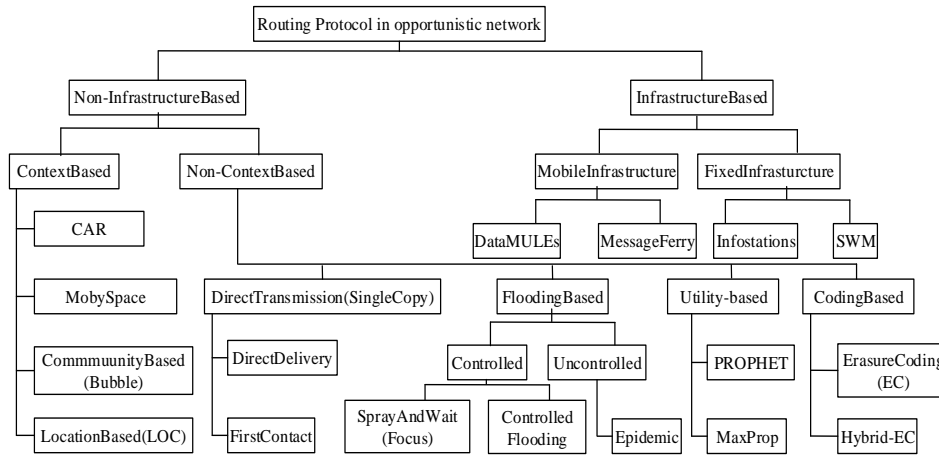 Routing Protocol in opportunistic network
Non-InfrastructureBased
InfrastructureBased
ContextBased
Non-ContextBased
MobileInfrastructure
FixedInfrasturcture
CAR
DataMULEs
MessageFerry
Infostations
SWM
MobySpace
DirectTransmission(SingleCopy)
FloodingBased
Utility-based
CodingBased
CommmuunityBased
(Bubble)
DirectDelivery
Controlled
Uncontrolled
PROPHET
ErasureCoding
(EC)
LocationBased(LOC)
FirstContact
SprayAndWait
(Focus)
Controlled
Flooding
Epidemic
MaxProp
Hybrid-EC